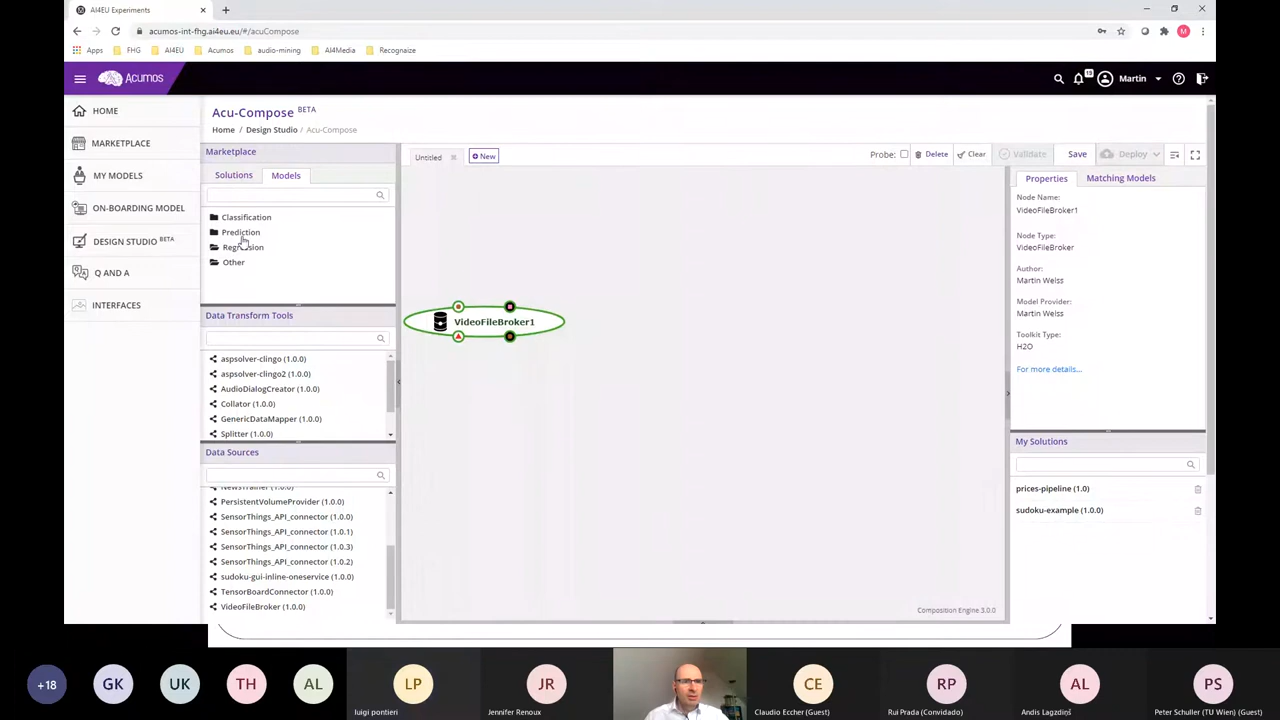 AI4EU Experiments
acumos-int-fhg.ai4eu.eu/#/acuCompose
M
Apps
FHG
AI4EU
Acumos
audio-mining
AI4Media
Recognaize
Acumos
Martin
HOME
MARKETPLACE
MY MODELS
ON-BOARDING MODEL
DESIGN STUDIO BETA
Q AND A
INTERFACES
Acu-Compose BETA
Home / Design Studio / Acu-Compose
Marketplace
Solutions
Models
Classification
Prediction
Regression
Other
Data Transform Tools
aspsolver-clingo (1.0.0)
aspsolver-clingo2 (1.0.0)
AudioDialogCreator (1.0.0)
Collator (1.0.0)
GenericDataMapper (1.0.0)
Splitter (1.0.0)
Data Sources
NewsTrainer (1.0.0)
PersistentVolumeProvider (1.0.0)
SensorThings_API_connector (1.0.0)
SensorThings_API_connector (1.0.1)
SensorThings_API_connector (1.0.3)
SensorThings_API_connector (1.0.2)
sudoku-gui-inline-oneservice (1.0.0)
TensorBoardConnector (1.0.0)
VideoFileBroker (1.0.0)
Untitled
New
Probe:
Delete
Clear
Validate
Save
Deploy
VideoFileBroker1
Composition Engine 3.0.0
Properties
Matching Models
Node Name:
VideoFileBroker1
Node Type:
VideoFileBroker
Author:
Martin Welss
Model Provider:
Martin Welss
Toolkit Type:
H2O
For more details...
My Solutions
prices-pipeline (1.0)
sudoku-example (1.0.0)
+18
GK
UK
TH
AL
LP
luigi pontieri
JR
Jennifer Renoux
CE
Claudio Eccher (Guest)
RP
Rui Prada (Convidado)
AL
Andis Lagzdiņš
PS
Peter Schuller (TU Wien) (Guest)